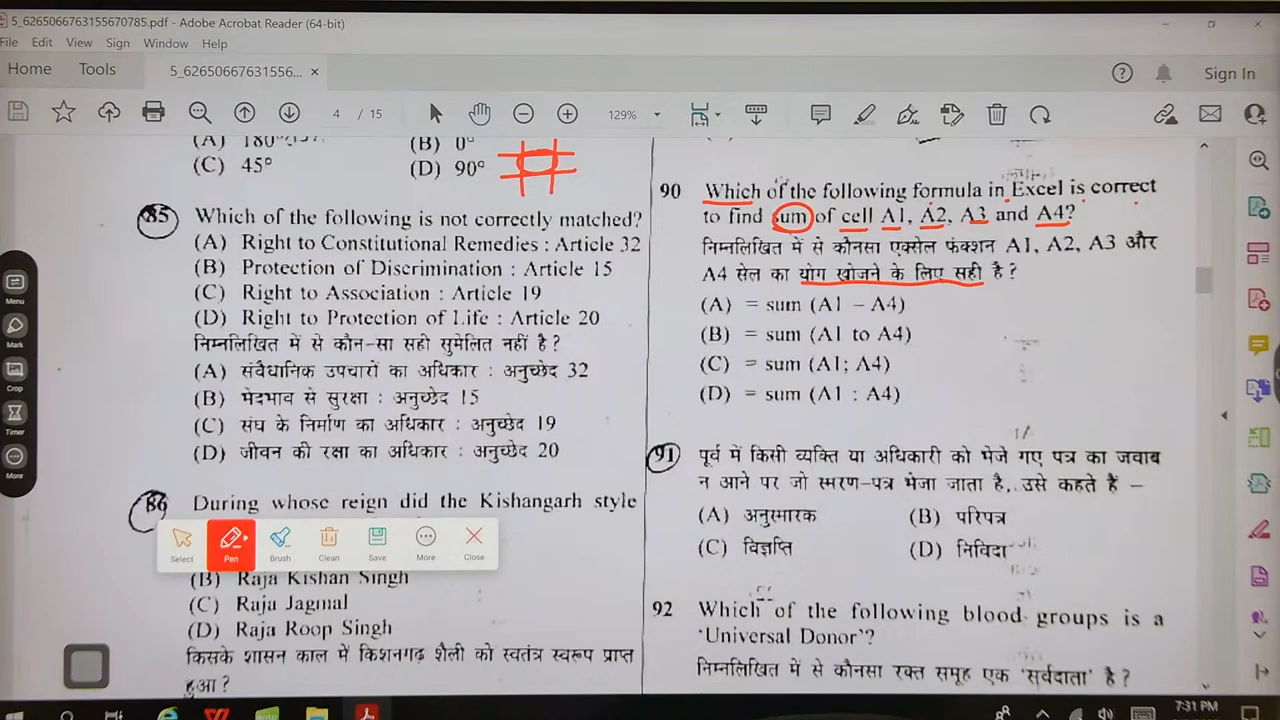 5_6265066763155670785.pdf - Adobe Acrobat Reader (64-bit)
File Edit View Sign Window Help
Home Tools 5_62650667631556... × Sign In
4 / 15 129%
(A) 180° (B) 0°
(C) 45° (D) 90°
85 Which of the following is not correctly matched?
(A) Right to Constitutional Remedies : Article 32
(B) Protection of Discrimination : Article 15
(C) Right to Association : Article 19
(D) Right to Protection of Life : Article 20
निम्नलिखित में से कौन-सा सही सुमेलित नहीं है?
(A) संवैधानिक उपचारों का अधिकार : अनुच्छेद 32
(B) भेदभाव से सुरक्षा : अनुच्छेद 15
(C) संघ के निर्माण का अधिकार : अनुच्छेद 19
(D) जीवन की रक्षा का अधिकार : अनुच्छेद 20
86 During whose reign did the Kishangarh style
(B) Raja Kishan Singh
(C) Raja Jagmal
(D) Raja Roop Singh
किसके शासन काल में किशनगढ़ शैली को स्वतंत्र स्वरूप प्राप्त
हुआ ?
90 Which of the following formula in Excel is correct
to find sum of cell A1, A2, A3 and A4?
निम्नलिखित में से कौनसा एक्सेल फंक्शन A1, A2, A3 और
A4 सेल का योग खोजने के लिए सही है ?
(A) = sum (A1 – A4)
(B) = sum (A1 to A4)
(C) = sum (A1; A4)
(D) = sum (A1 : A4)
91 पूर्व में किसी व्यक्ति या अधिकारी को भेजे गए पत्र का जवाब
न आने पर जो स्मरण-पत्र भेजा जाता है, उसे कहते हैं –
(A) अनुस्मारक (B) परिपत्र
(C) विज्ञप्ति (D) निविदा
92 Which of the following blood groups is a
'Universal Donor'?
निम्नलिखित में से कौनसा रक्त समूह एक 'सर्वदाता' है ?
Menu
Mark
Crop
Timer
More
Select Pen Brush Clean Save More Close
7:31 PM